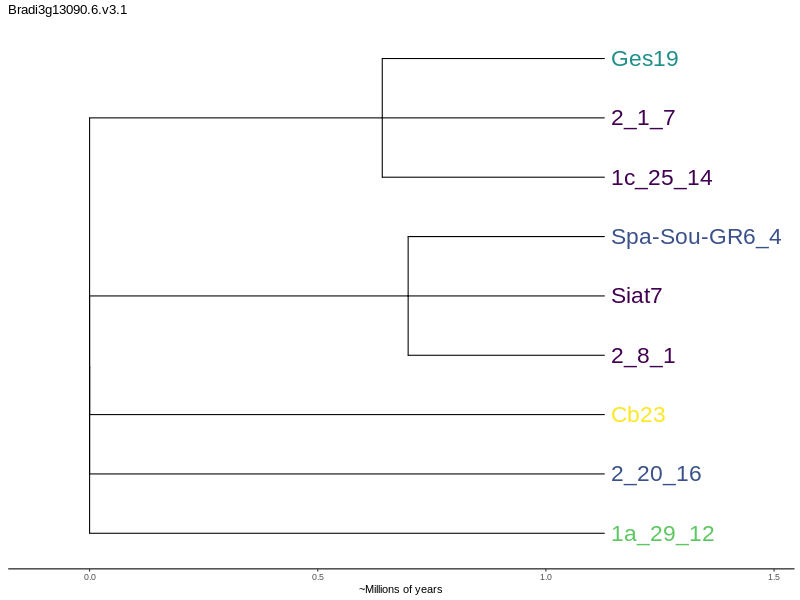 Bradi3g13090.6.v3.1
Ges19
2_1_7
1c_25_14
Spa-Sou-GR6_4
Siat7
2_8_1
Cb23
2_20_16
1a_29_12
0.0 0.5 1.0 1.5
~Millions of years